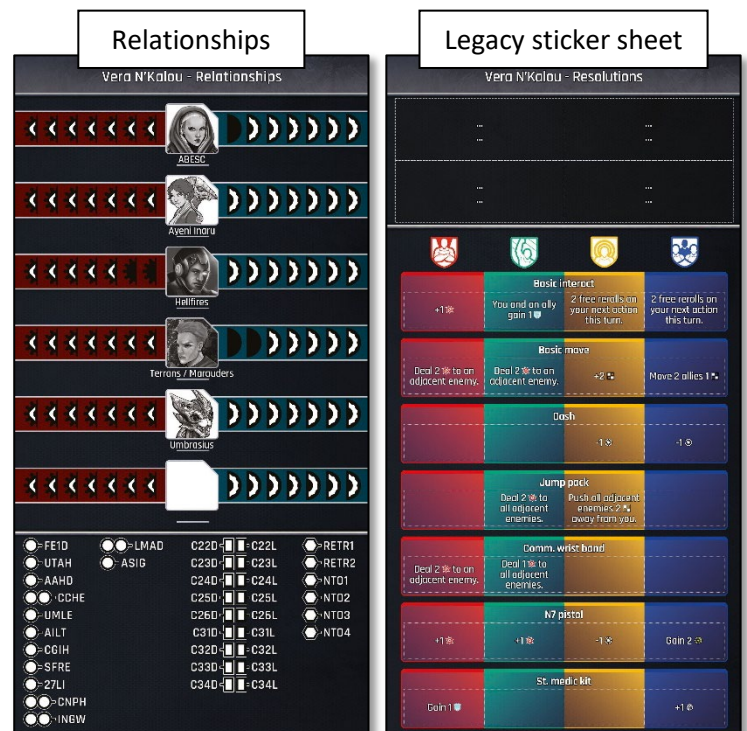 Relationships
Vera N'Kalou - Relationships
ABESC
Ayeni Inaru
Hellfires
Terrans / Marauders
Umbrasius
FE1D
UTAH
AAHD
CCHE
UMLE
AILT
CGIH
SFRE
27LI
CNPH
INGW
LMAD
ASIG
C22D C22L
C23D C23L
C24D C24L
C25D C25L
C26D C26L
C31D C31L
C32D C32L
C33D C33L
C34D C34L
RETR1
RETR2
NT01
NT02
NT03
NT04
Legacy sticker sheet
Vera N'Kalou - Resolutions
... ...
... ...
... ...
... ...
Basic interact
+1
You and an ally
gain 1
2 free rerolls on
your next action
this turn.
2 free rerolls on
your next action
this turn.
Basic move
Deal 2 to an
adjacent enemy.
Deal 2 to an
adjacent enemy.
+2
Move 2 allies 1
Dash
-1
-1
Jump pack
Deal 2 to
all adjacent
enemies.
Push all adjacent
enemies 2
away from you.
Comm. wrist band
Deal 2 to an
adjacent enemy.
Deal 1 to
all adjacent
enemies.
N7 pistol
+1
+1
-1
Gain 2
St. medic kit
Gain 1
+1